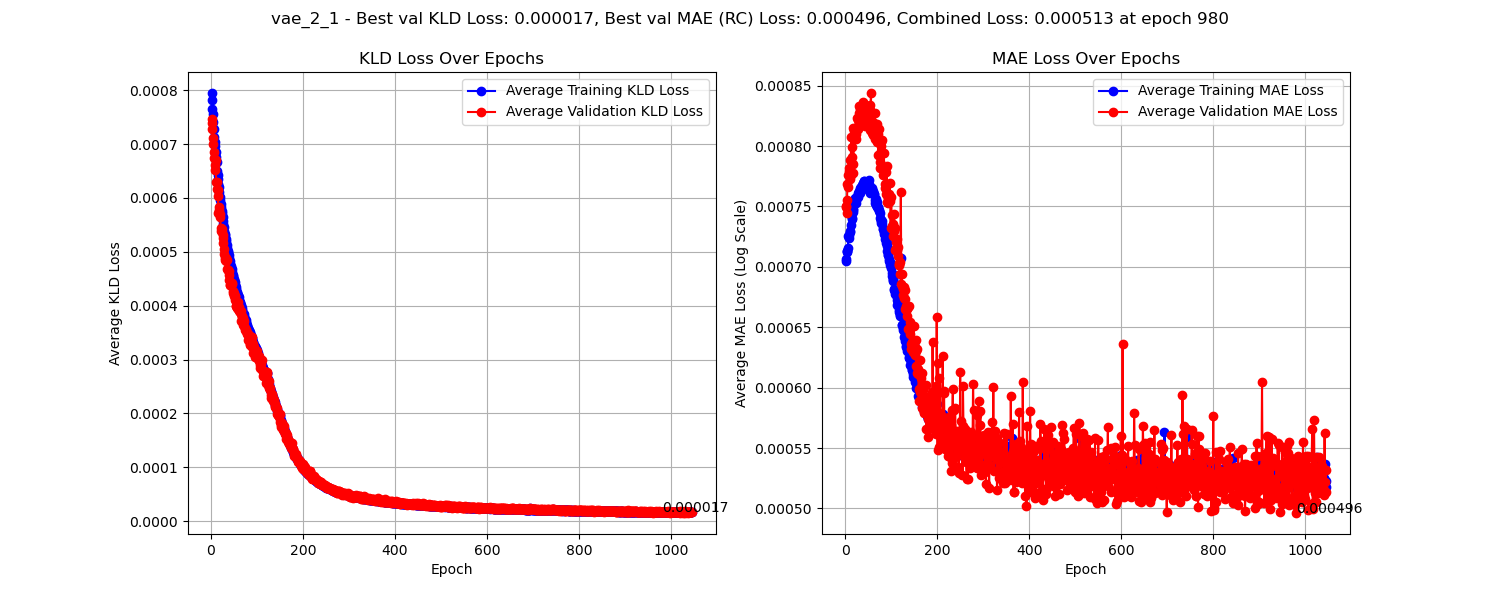 vae_2_1 - Best val KLD Loss: 0.000017, Best val MAE (RC) Loss: 0.000496, Combined Loss: 0.000513 at epoch 980
KLD Loss Over Epochs
Average Training KLD Loss
Average Validation KLD Loss
Average KLD Loss
0.0008
0.0007
0.0006
0.0005
0.0004
0.0003
0.0002
0.0001
0.0000
0.000017
0 200 400 600 800 1000
Epoch
MAE Loss Over Epochs
Average Training MAE Loss
Average Validation MAE Loss
Average MAE Loss (Log Scale)
0.00085
0.00080
0.00075
0.00070
0.00065
0.00060
0.00055
0.00050
0.000496
0 200 400 600 800 1000
Epoch